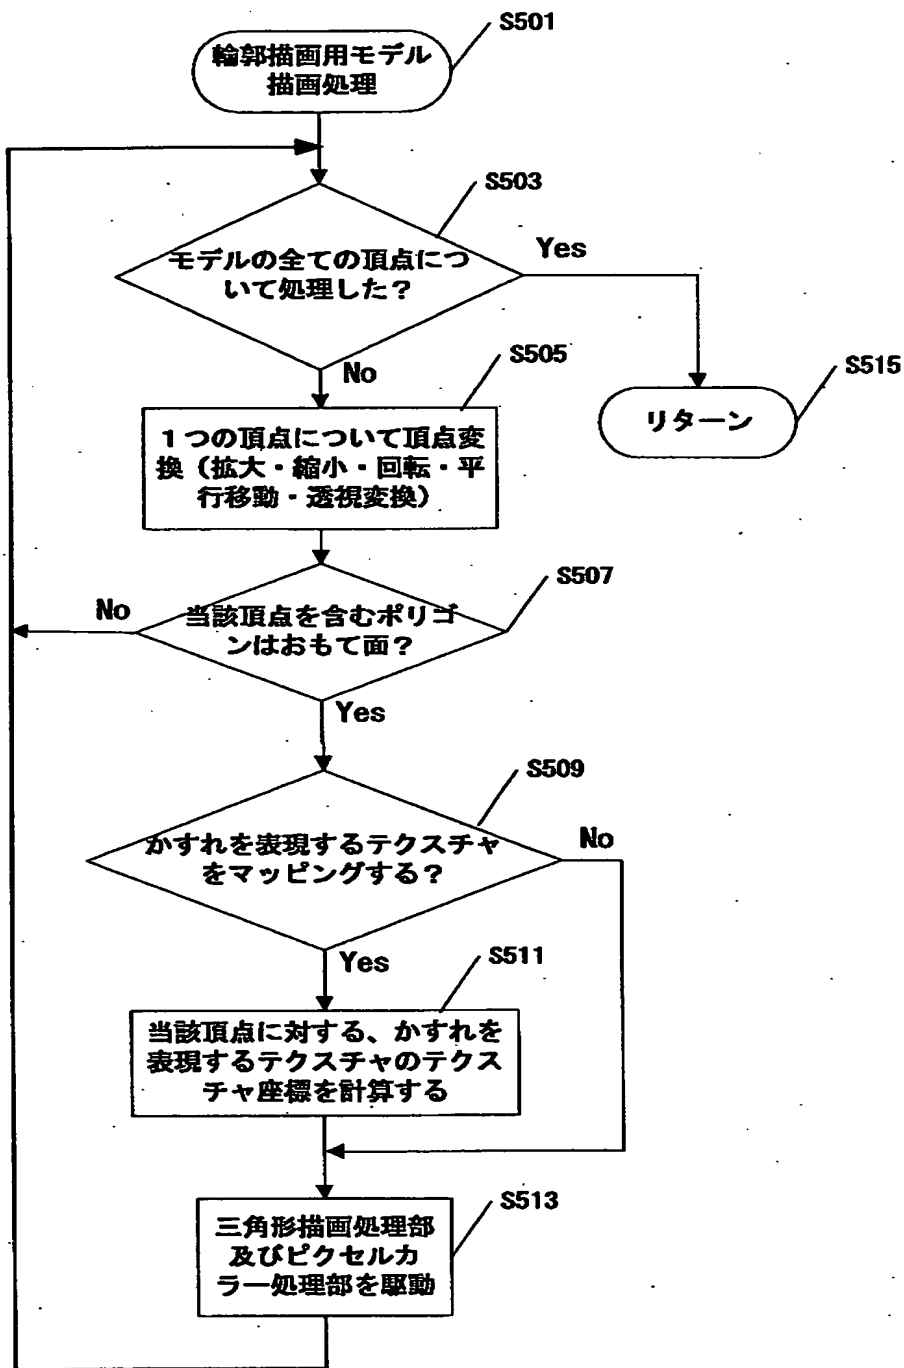 S501
輪郭描画用モデル
描画処理
S503
モデルの全ての頂点につ
いて処理した？
Yes
No
S505
1つの頂点について頂点変
換（拡大・縮小・回転・平
行移動・透視変換）
S515
リターン
S507
当該頂点を含むポリゴ
ンはおもて面？
No
Yes
S509
かすれを表現するテクスチャ
をマッピングする？
No
Yes
S511
当該頂点に対する、かすれを
表現するテクスチャのテクス
チャ座標を計算する
S513
三角形描画処理部
及びピクセルカ
ラー処理部を駆動